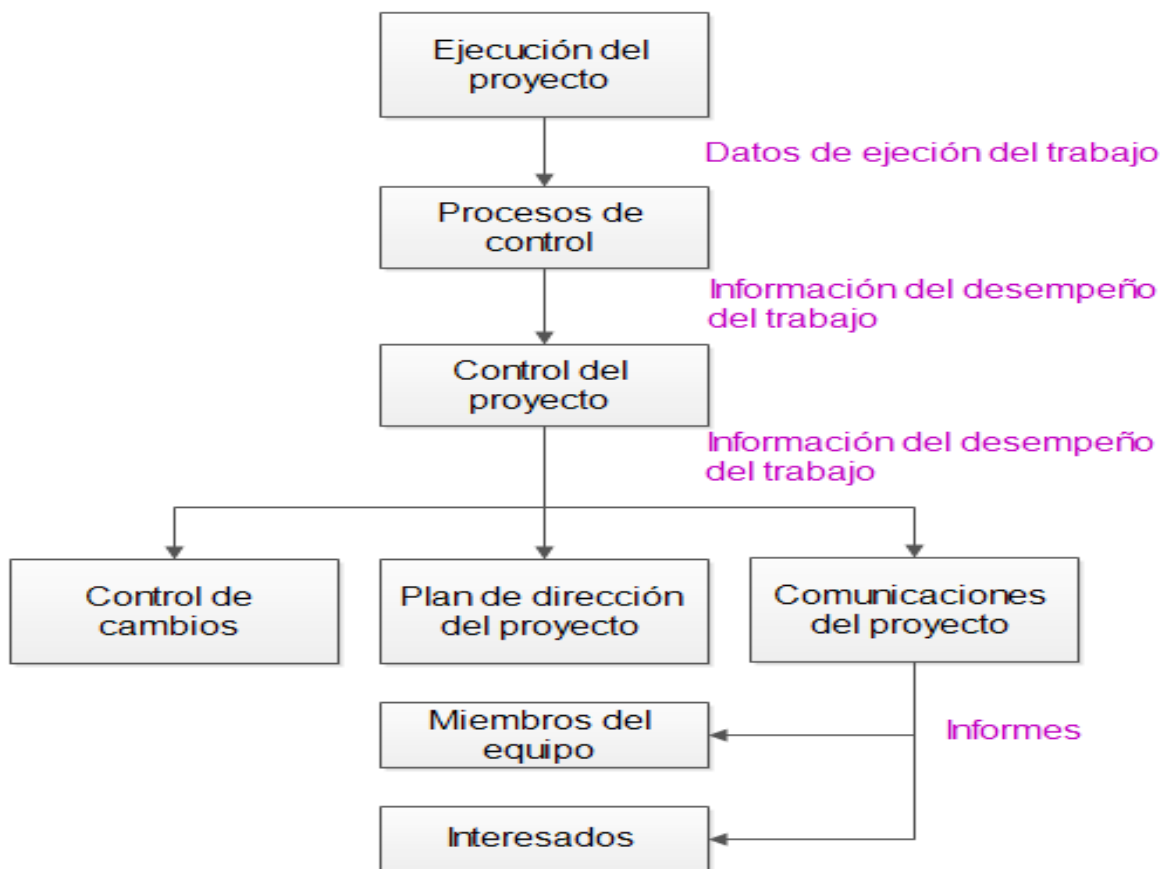 Ejecución del
proyecto
Datos de ejeción del trabajo
Procesos de
control
Información del desempeño
del trabajo
Control del
proyecto
Información del desempeño
del trabajo
Control de
cambios
Plan de dirección
del proyecto
Comunicaciones
del proyecto
Miembros del
equipo
Informes
Interesados